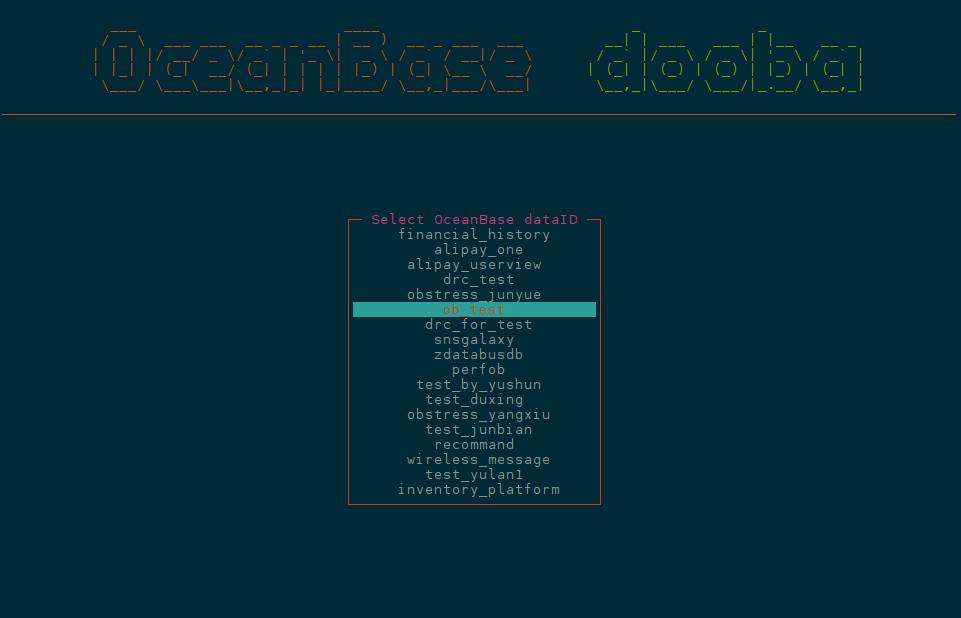 OceanBase dooba
Select OceanBase dataID
financial_history
alipay_one
alipay_userview
drc_test
obstress_junyue
ob_test
drc_for_test
snsgalaxy
zdatabusdb
perfob
test_by_yushun
test_duxing
obstress_yangxiu
test_junbian
recommand
wireless_message
test_yulan1
inventory_platform